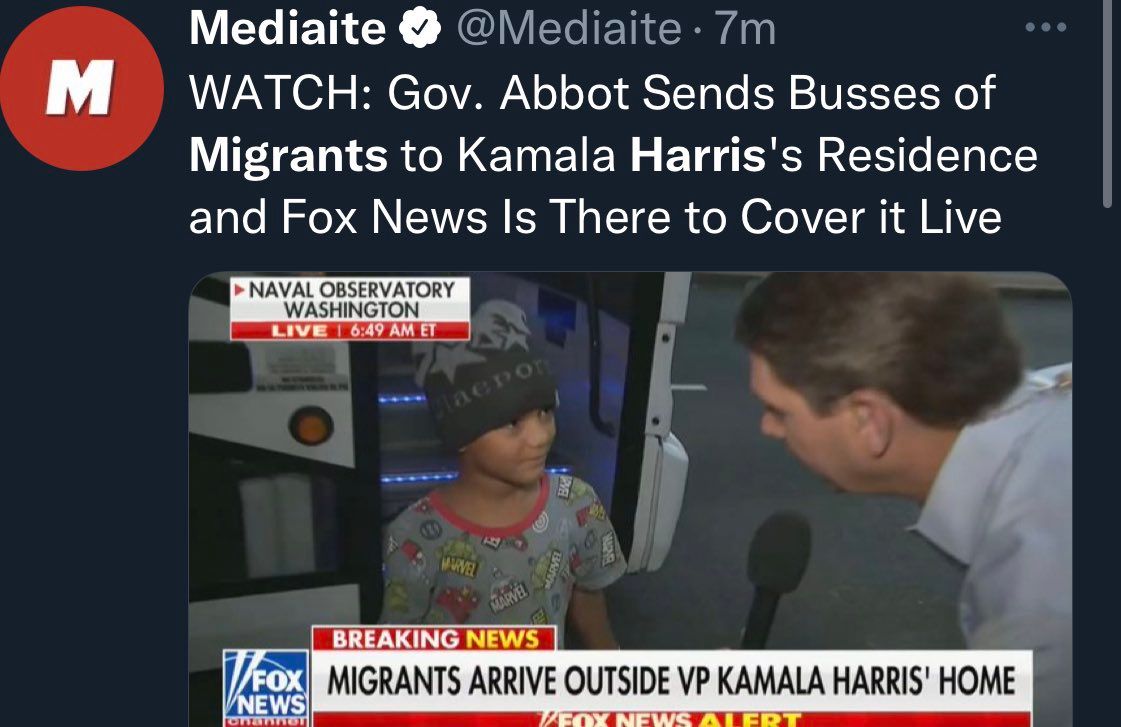 Mediaite @Mediaite · 7m
M
WATCH: Gov. Abbot Sends Busses of
Migrants to Kamala Harris's Residence
and Fox News Is There to Cover it Live
NAVAL OBSERVATORY
WASHINGTON
LIVE | 6:49 AM ET
MARVEL
MARVEL
MARVEL
BREAKING NEWS
MIGRANTS ARRIVE OUTSIDE VP KAMALA HARRIS' HOME
FOX
NEWS
channel
FOX NEWS ALERT